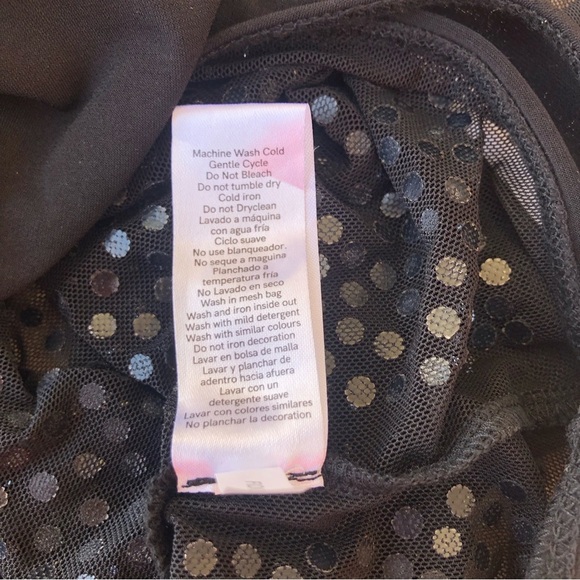 Machine Wash Cold
Gentle Cycle
Do Not Bleach
Do not tumble dry
Cold iron
Do not Dryclean
Lavado a máquina
con agua fría
Ciclo suave
No use blanqueador.
No seque a maguina
Planchado a
temperatura fría
No Lavado en seco
Wash in mesh bag
Wash and iron inside out
Wash with mild detergent
Wash with similar colours
Do not iron decoration
Lavar en bolsa de malla
Lavar y planchar de
adentro hacia afuera
Lavar con un
detergente suave
Lavar con colores similares
No planchar la decoration